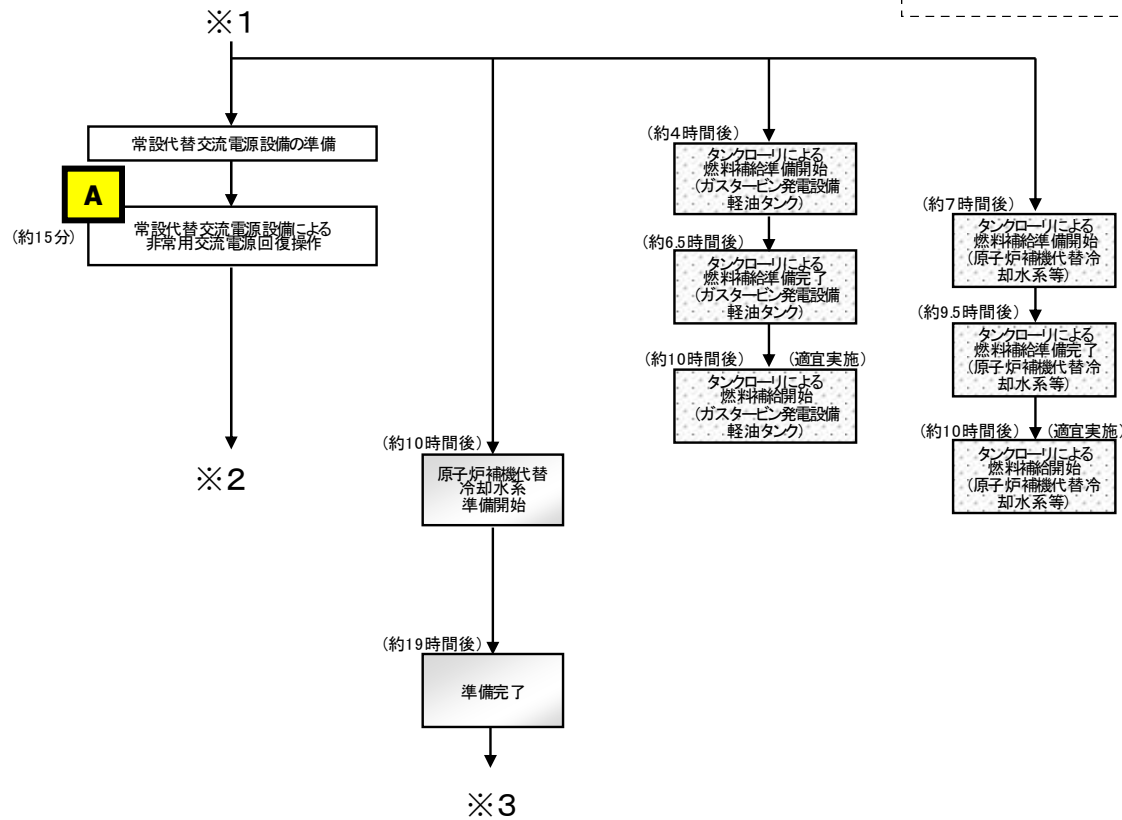 ※1
常設代替交流電源設備の準備
A
(約15分)
常設代替交流電源設備による
非常用交流電源回復操作
※2
(約10時間後)
原子炉補機代替
冷却水系
準備開始
(約19時間後)
準備完了
※3
(約4時間後)
タンクローリによる
燃料補給準備開始
(ガスタービン発電設備
軽油タンク)
(約6.5時間後)
タンクローリによる
燃料補給準備完了
(ガスタービン発電設備
軽油タンク)
(約10時間後) (適宜実施)
タンクローリによる
燃料補給開始
(ガスタービン発電設備
軽油タンク)
(約7時間後)
タンクローリによる
燃料補給準備開始
(原子炉補機代替冷
却水系等)
(約9.5時間後)
タンクローリによる
燃料補給準備完了
(原子炉補機代替冷
却水系等)
(約10時間後) (適宜実施)
タンクローリによる
燃料補給開始
(原子炉補機代替冷
却水系等)